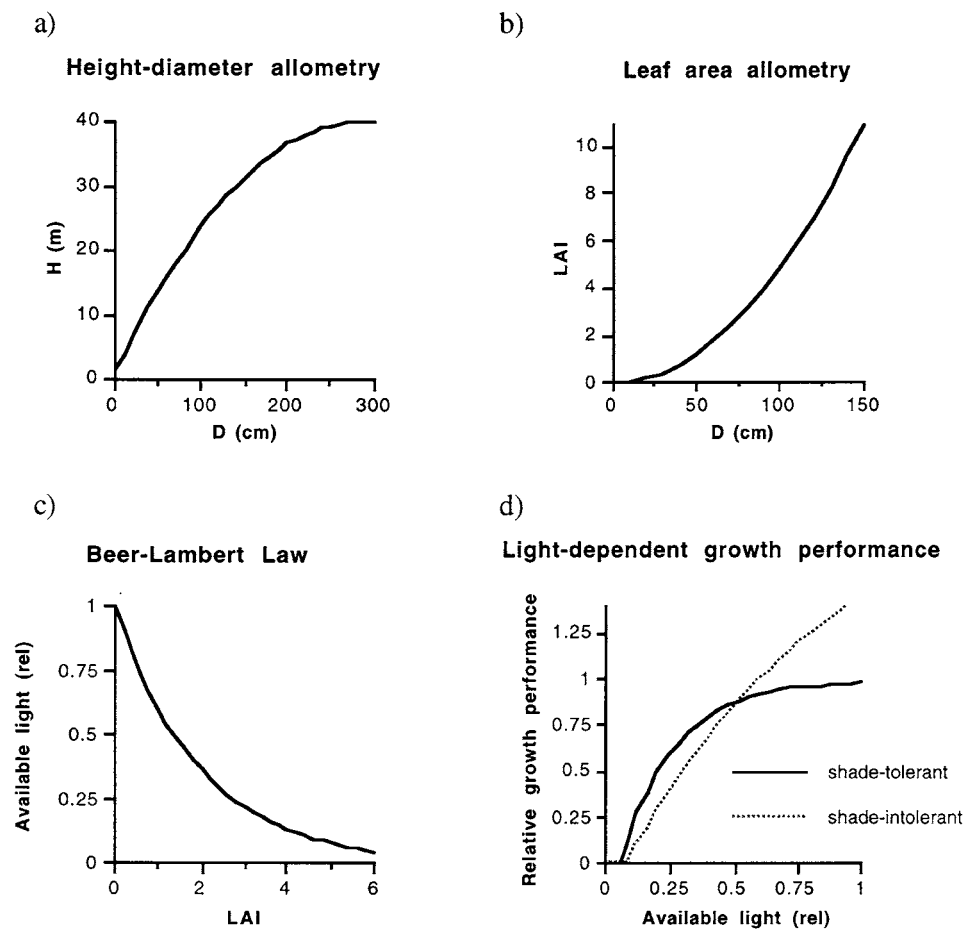 a)
Height-diameter allometry
40
30
20
10
0
H (m)
0 100 200 300
D (cm)
b)
Leaf area allometry
10
8
6
4
2
0
LAI
0 50 100 150
D (cm)
c)
Beer-Lambert Law
1
0.75
0.5
0.25
0
Available light (rel)
0 2 4 6
LAI
d)
Light-dependent growth performance
1.25
1
0.75
0.5
0.25
0
Relative growth performance
shade-tolerant
shade-intolerant
0 0.25 0.5 0.75 1
Available light (rel)